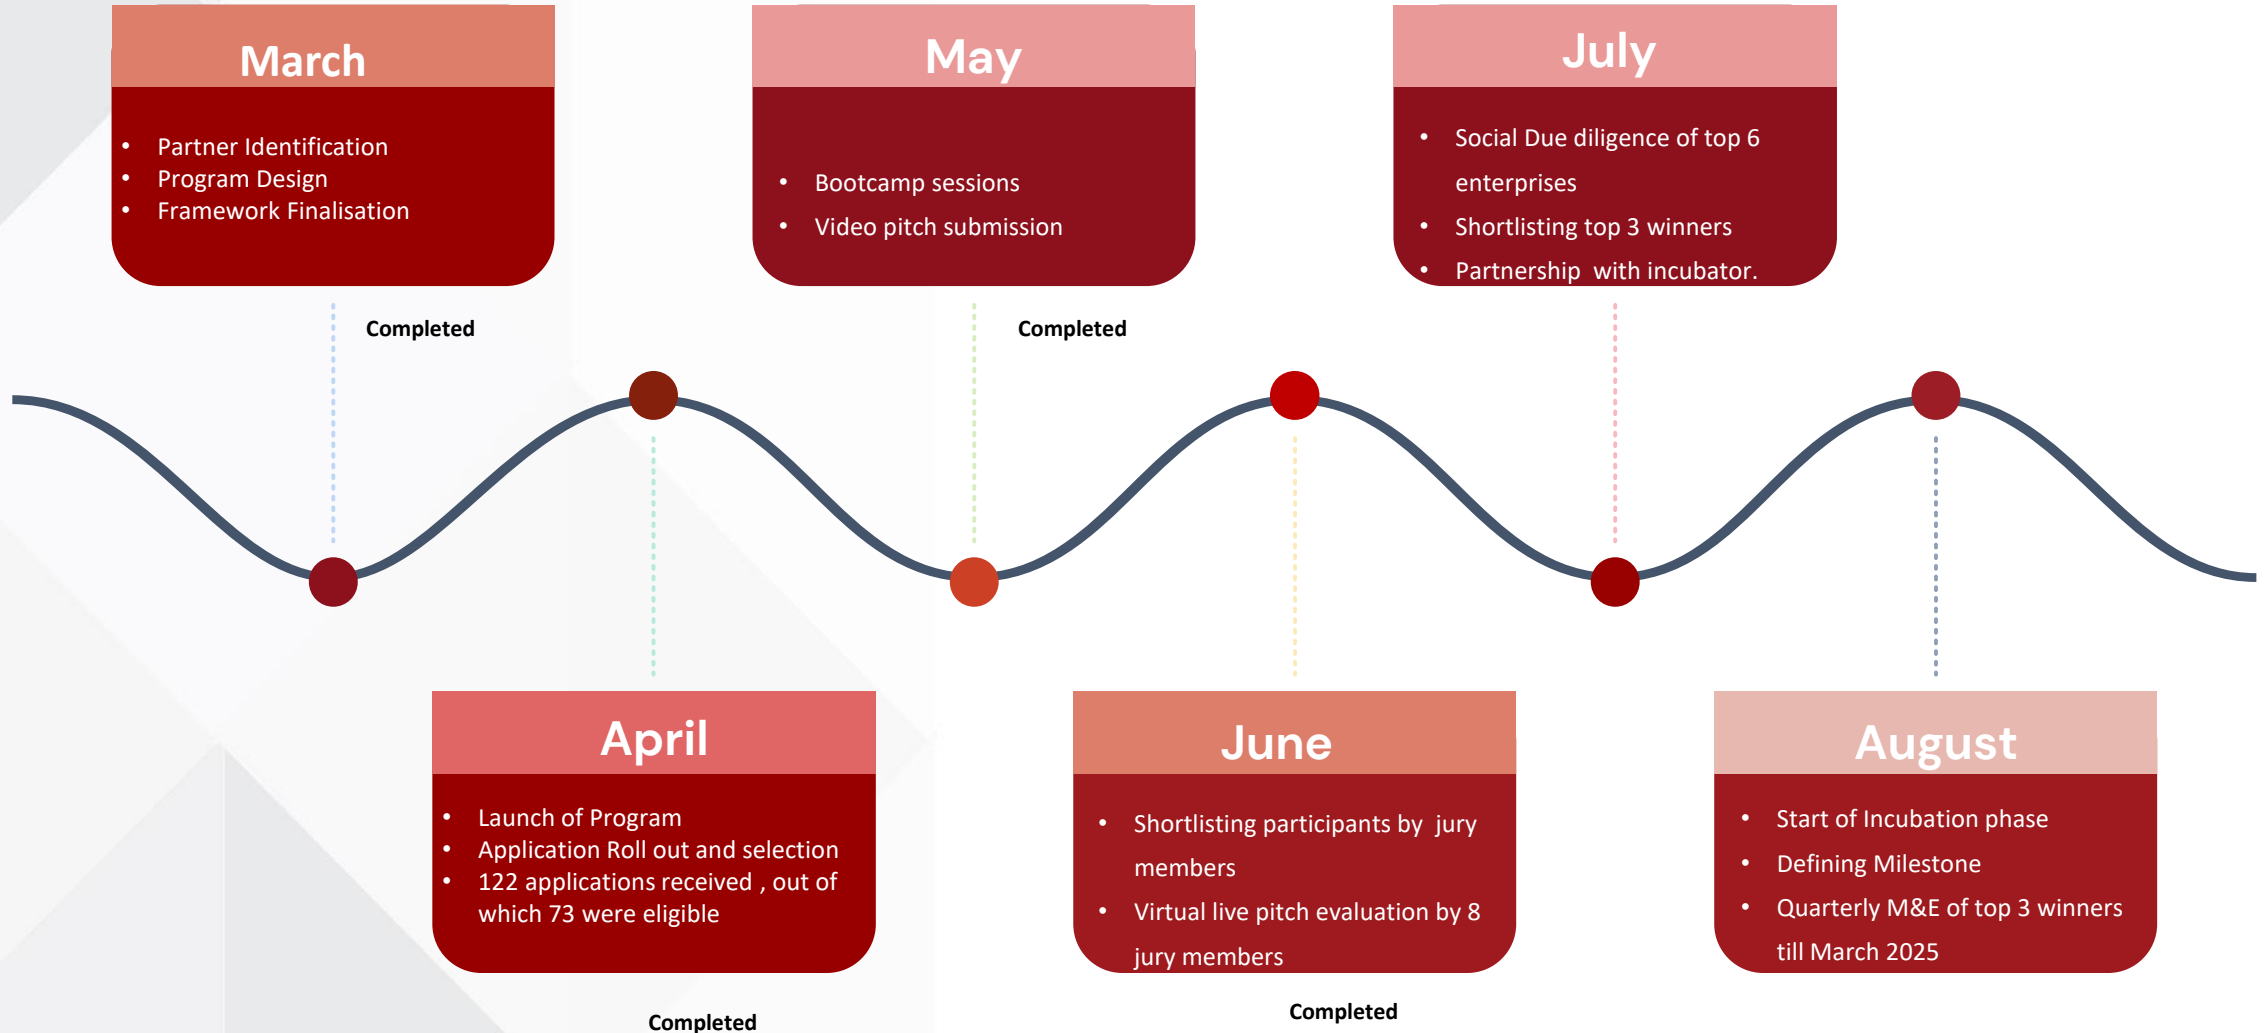 March
• Partner Identification
• Program Design
• Framework Finalisation
Completed
April
• Launch of Program
• Application Roll out and selection
• 122 applications received , out of
which 73 were eligible
Completed
May
• Bootcamp sessions
• Video pitch submission
Completed
June
• Shortlisting participants by  jury
members
• Virtual live pitch evaluation by 8
jury members
Completed
July
• Social Due diligence of top 6
enterprises
• Shortlisting top 3 winners
• Partnership  with incubator.
August
• Start of Incubation phase
• Defining Milestone
• Quarterly M&E of top 3 winners
till March 2025